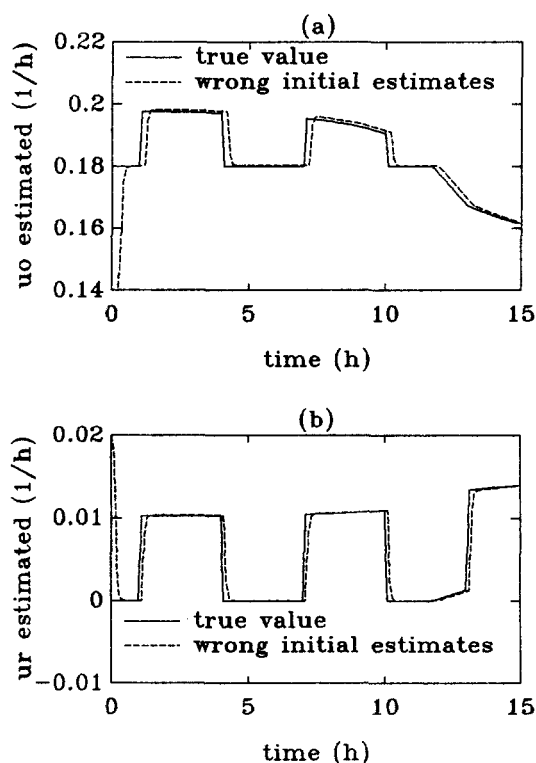 (a)
uo estimated (1/h)
0.22
0.2
0.18
0.16
0.14
true value
wrong initial estimates
0
5
10
15
time (h)
(b)
ur estimated (1/h)
0.02
0.01
0
-0.01
true value
wrong initial estimates
0
5
10
15
time (h)